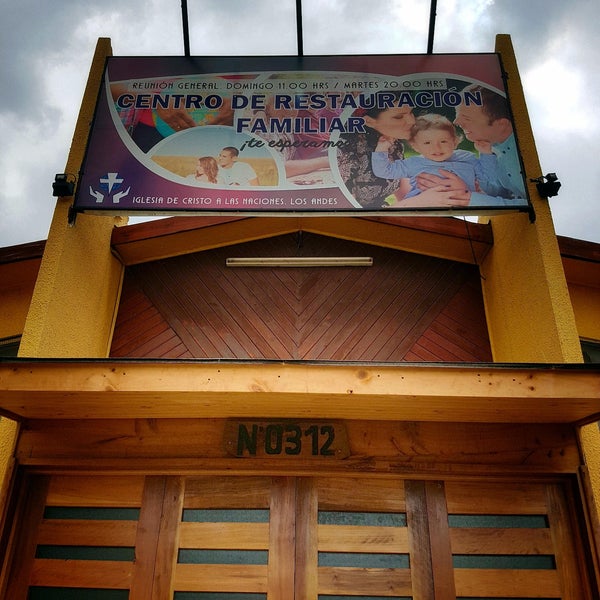 REUNIÓN GENERAL: DOMINGO 11:00 HRS / MARTES 20:00 HRS
CENTRO DE RESTAURACIÓN
FAMILIAR
¡te esperamos!
IGLESIA DE CRISTO A LAS NACIONES. LOS ANDES
N°0312